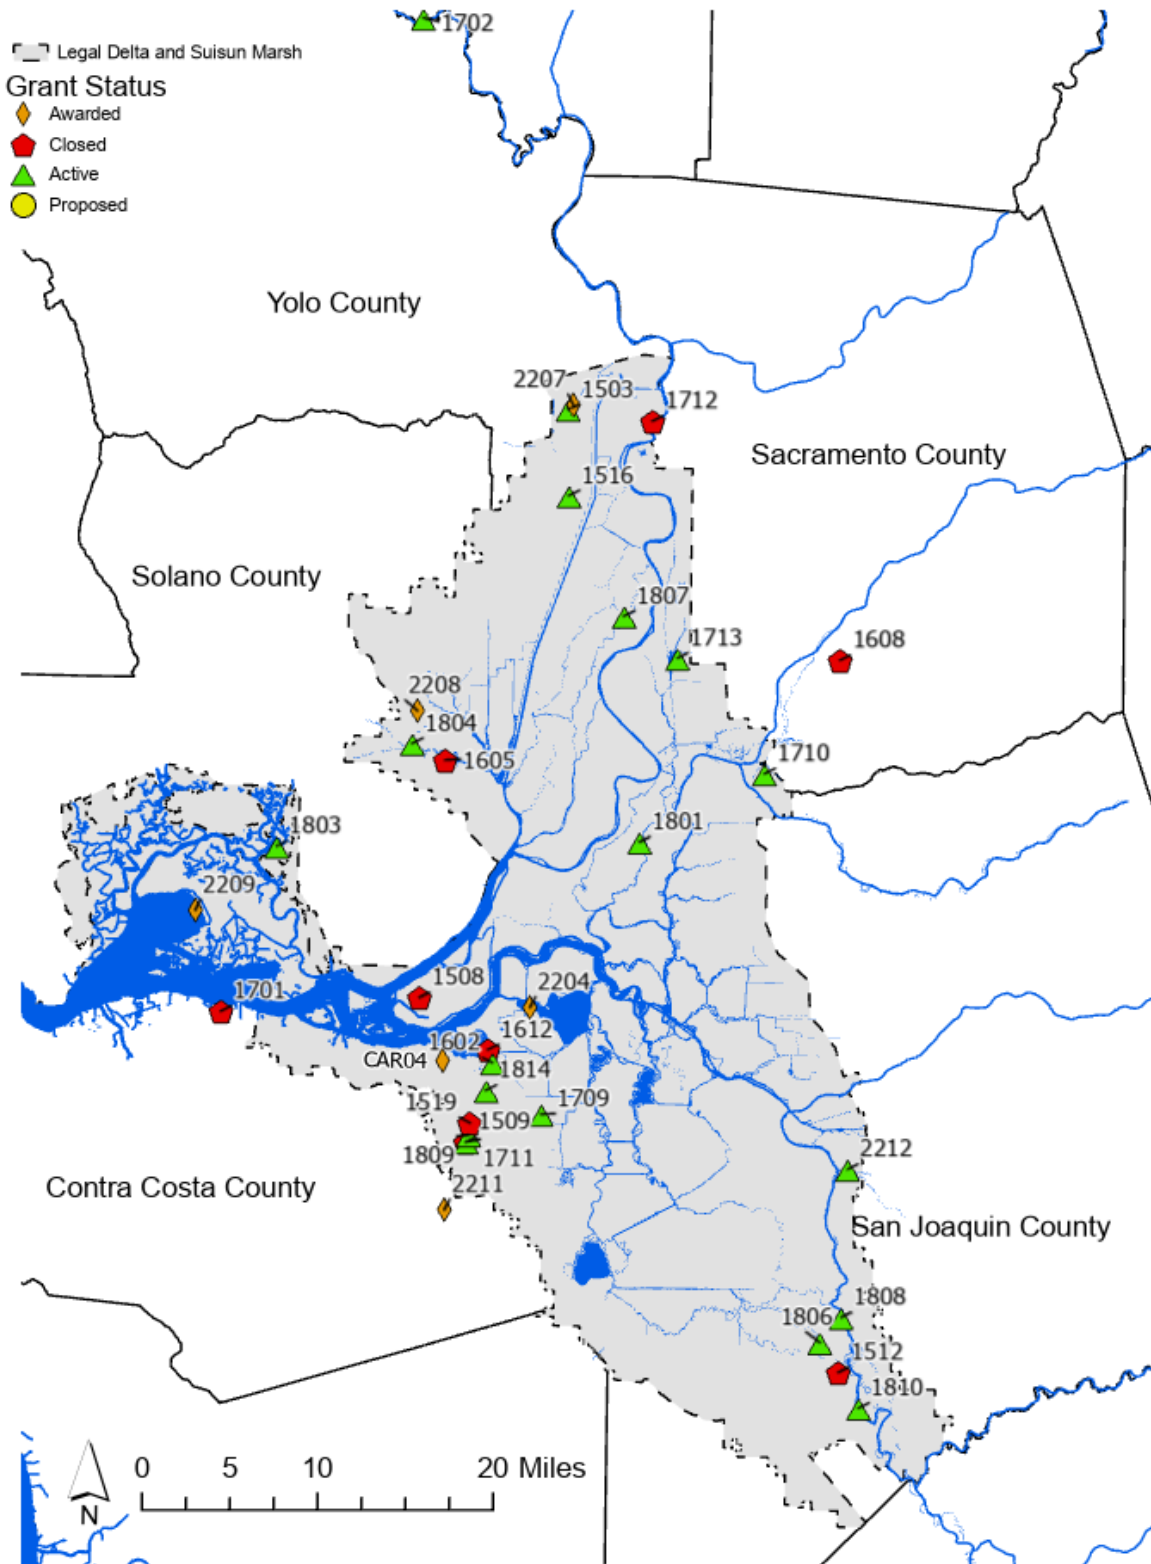 1702
Legal Delta and Suisun Marsh
Grant Status
Awarded
Closed
Active
Proposed
Yolo County
2207
1503
1712
Sacramento County
1516
Solano County
1807
1713
1608
2208
1804
1605
1710
1803
1801
2209
1508
2204
1701
1612
1602
CAR04
1814
1519
1709
1509
1809
1711
2212
2211
Contra Costa County
San Joaquin County
1808
1806
1512
1810
0 5 10 20 Miles
N